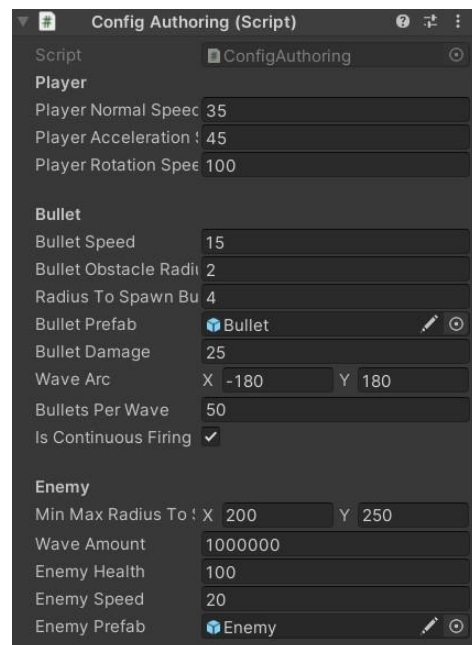 Config Authoring (Script)
Script ConfigAuthoring
Player
Player Normal Speed 35
Player Acceleration 45
Player Rotation Spee 100
Bullet
Bullet Speed 15
Bullet Obstacle Radiu 2
Radius To Spawn Bu 4
Bullet Prefab Bullet
Bullet Damage 25
Wave Arc X -180 Y 180
Bullets Per Wave 50
Is Continuous Firing
Enemy
Min Max Radius To X 200 Y 250
Wave Amount 1000000
Enemy Health 100
Enemy Speed 20
Enemy Prefab Enemy